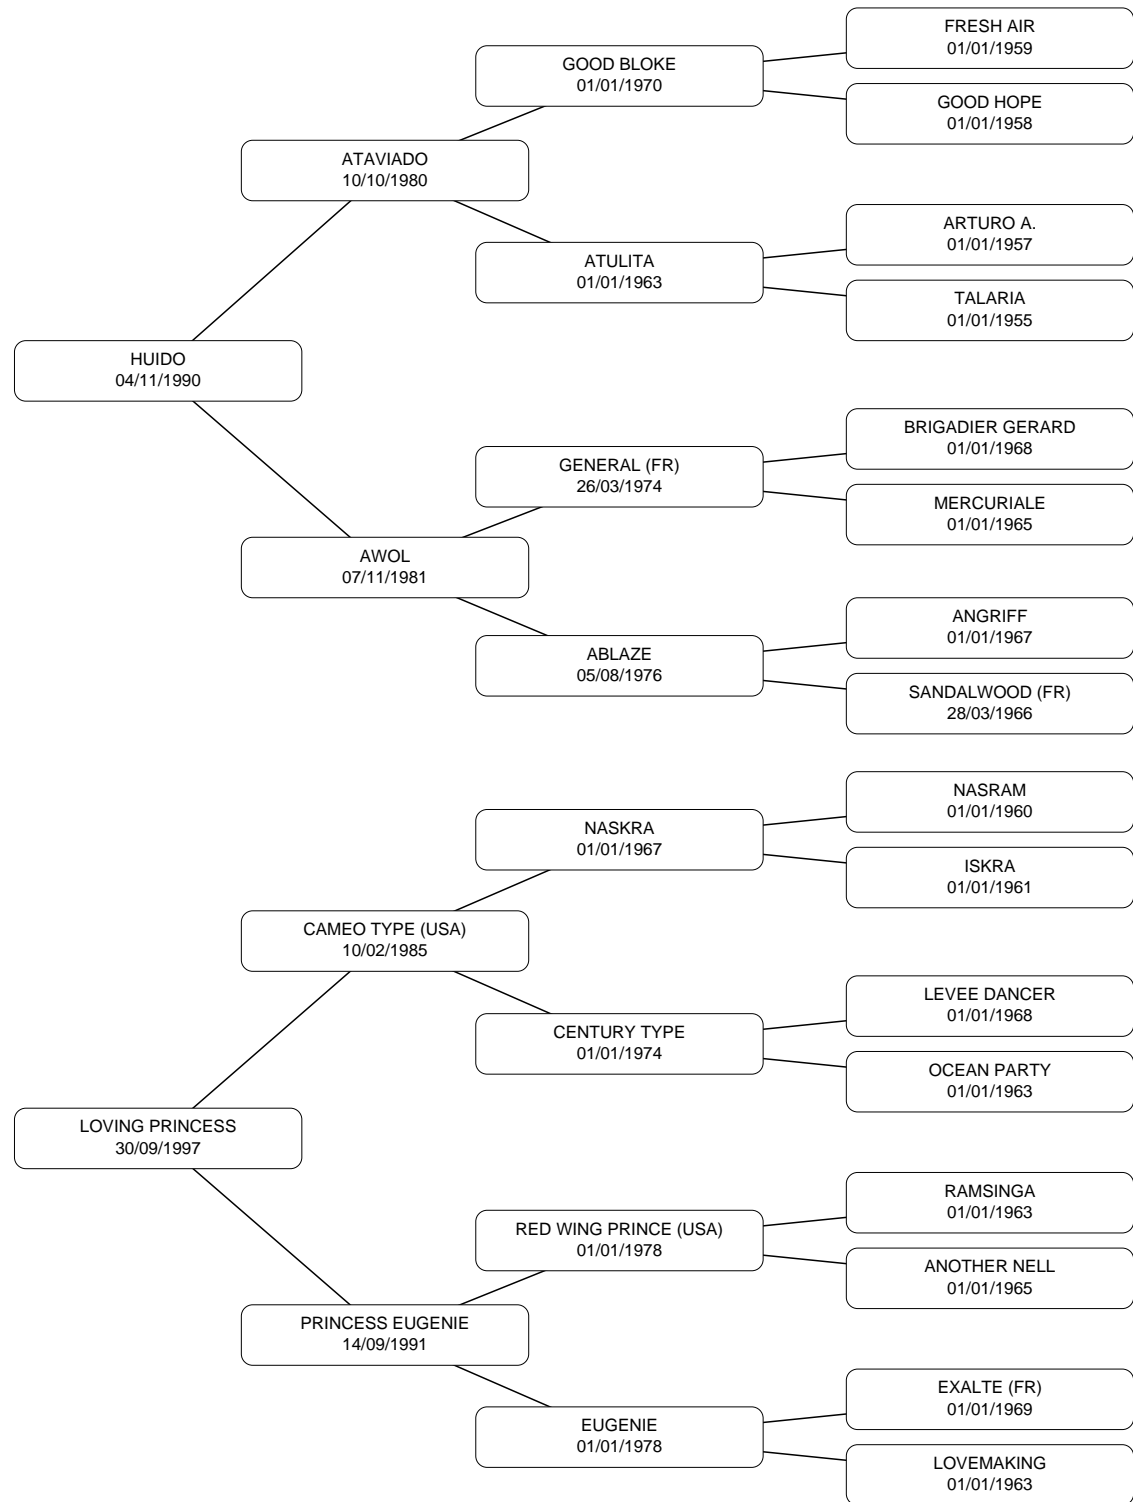 FRESH AIR
01/01/1959
GOOD BLOKE
01/01/1970
GOOD HOPE
01/01/1958
ATAVIADO
10/10/1980
ARTURO A.
01/01/1957
ATULITA
01/01/1963
TALARIA
01/01/1955
HUIDO
04/11/1990
BRIGADIER GERARD
01/01/1968
GENERAL (FR)
26/03/1974
MERCURIALE
01/01/1965
AWOL
07/11/1981
ANGRIFF
01/01/1967
ABLAZE
05/08/1976
SANDALWOOD (FR)
28/03/1966
NASRAM
01/01/1960
NASKRA
01/01/1967
ISKRA
01/01/1961
CAMEO TYPE (USA)
10/02/1985
LEVEE DANCER
01/01/1968
CENTURY TYPE
01/01/1974
OCEAN PARTY
01/01/1963
LOVING PRINCESS
30/09/1997
RAMSINGA
01/01/1963
RED WING PRINCE (USA)
01/01/1978
ANOTHER NELL
01/01/1965
PRINCESS EUGENIE
14/09/1991
EXALTE (FR)
01/01/1969
EUGENIE
01/01/1978
LOVEMAKING
01/01/1963